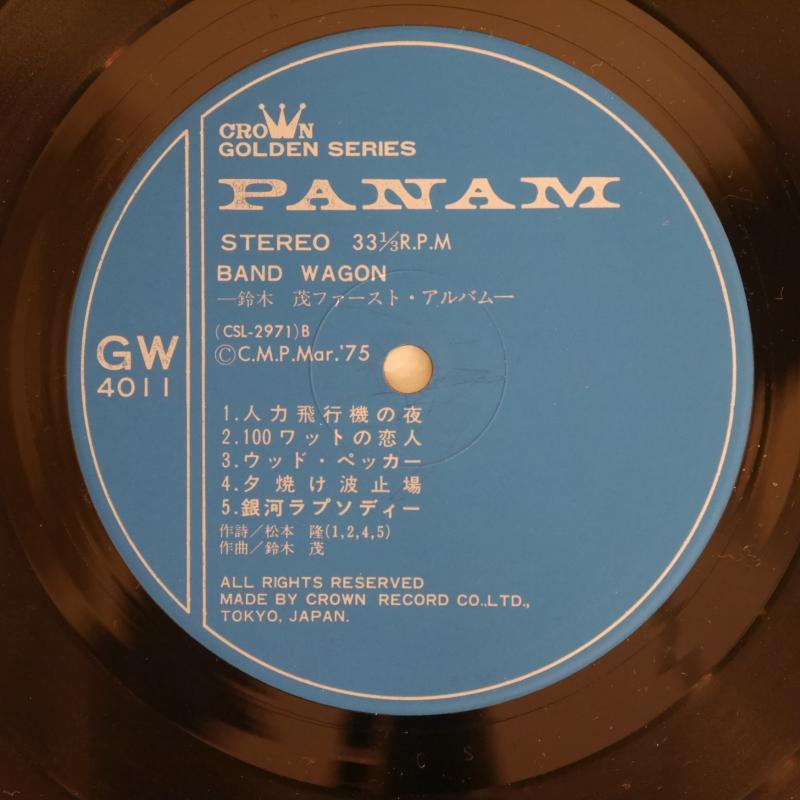 CROWN
GOLDEN SERIES
PANAM
STEREO 33⅓R.P.M
BAND WAGON
—鈴木 茂ファースト・アルバム—
(CSL-2971)B
ⒸC.M.P.Mar.'75
GW
4011
1.人力飛行機の夜
2.100ワットの恋人
3.ウッド・ペッカー
4.夕焼け波止場
5.銀河ラプソディー
作詩/松本 隆(1,2,4,5)
作曲/鈴木 茂
ALL RIGHTS RESERVED
MADE BY CROWN RECORD CO.,LTD.,
TOKYO, JAPAN.